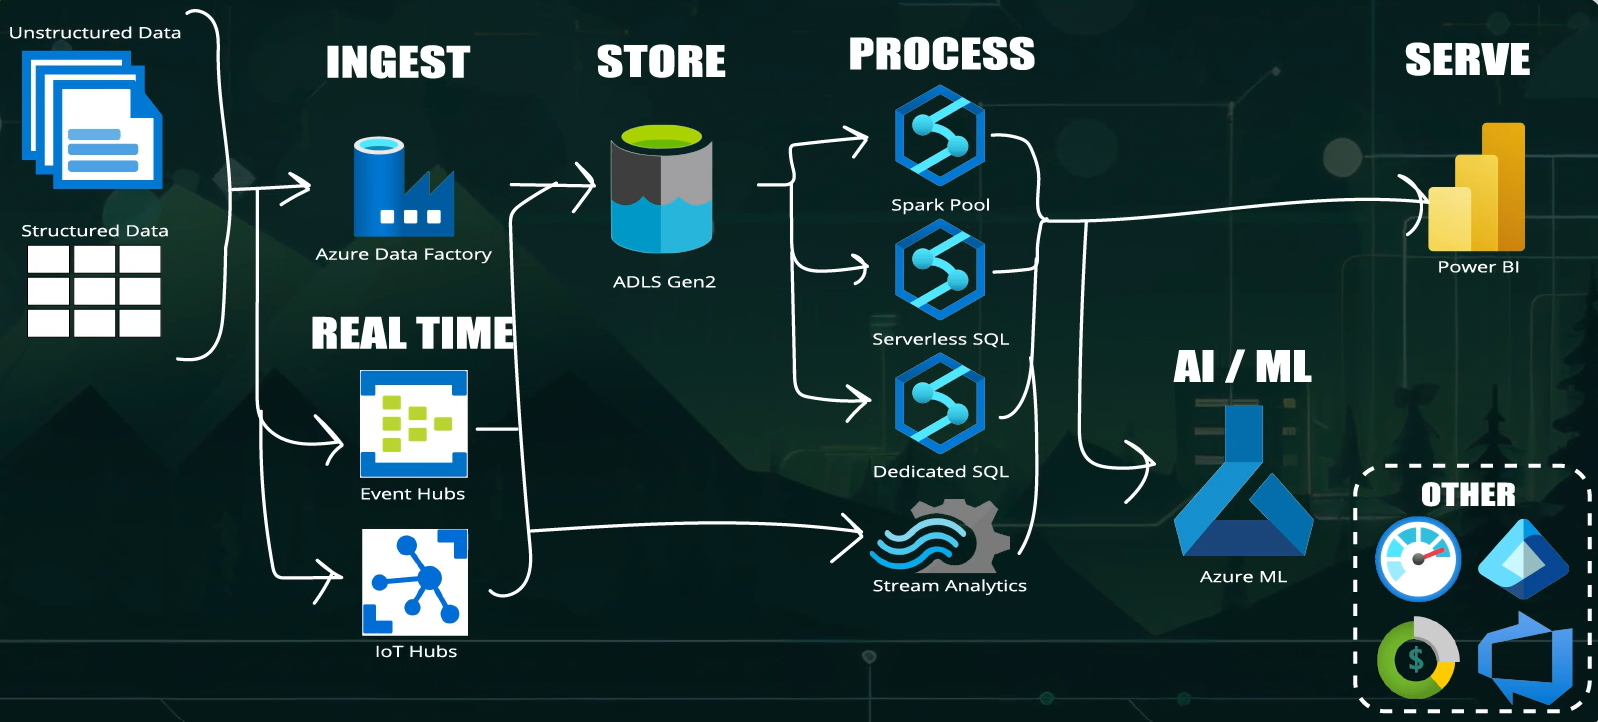 Unstructured Data
Structured Data
INGEST
Azure Data Factory
REAL TIME
Event Hubs
IoT Hubs
STORE
ADLS Gen2
PROCESS
Spark Pool
Serverless SQL
Dedicated SQL
Stream Analytics
SERVE
Power BI
AI / ML
Azure ML
OTHER
$